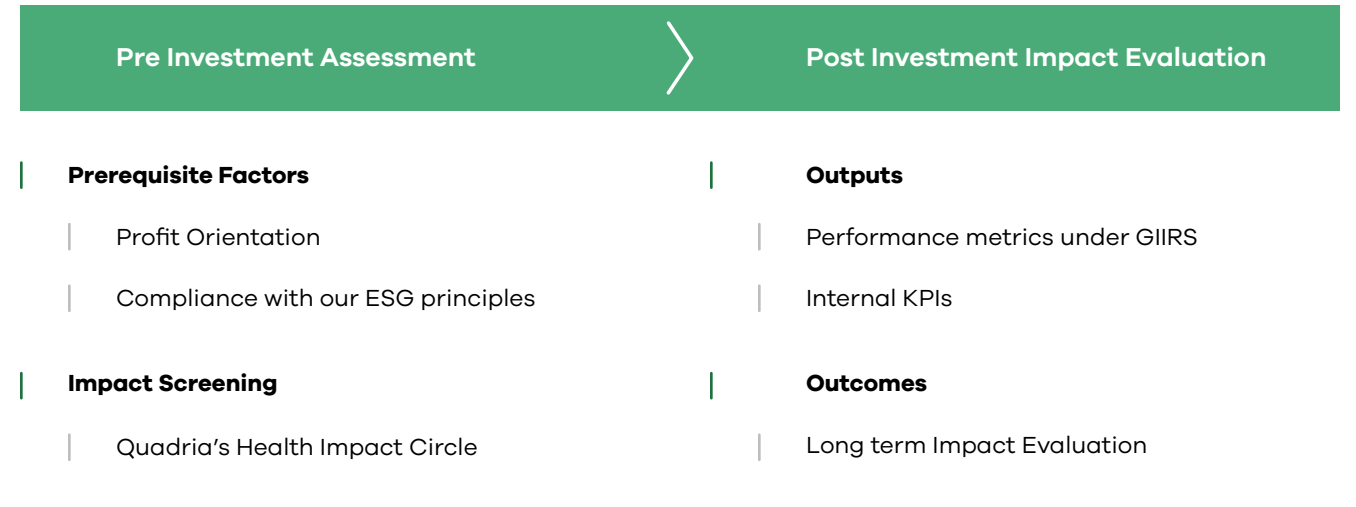 Pre Investment Assessment
Post Investment Impact Evaluation
Prerequisite Factors
Profit Orientation
Compliance with our ESG principles
Impact Screening
Quadria’s Health Impact Circle
Outputs
Performance metrics under GIIRS
Internal KPIs
Outcomes
Long term Impact Evaluation